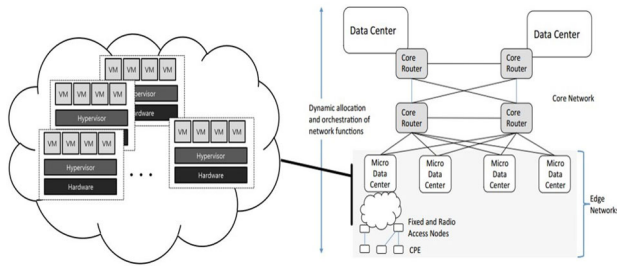 VM VM VM VM
Hypervisor
Hardware
VM VM VM VM
Hypervisor
VM VM VM VM
Hypervisor
Hardware
. . .
VM VM VM VM
Hypervisor
Hardware
Dynamic allocation
and orchestration of
network functions
Data Center
Data Center
Core
Router
Core
Router
Core Network
Core
Router
Core
Router
Micro
Data
Center
Micro
Data
Center
Micro
Data
Center
Micro
Data
Center
Edge
Networks
Fixed and Radio
Access Nodes
CPE